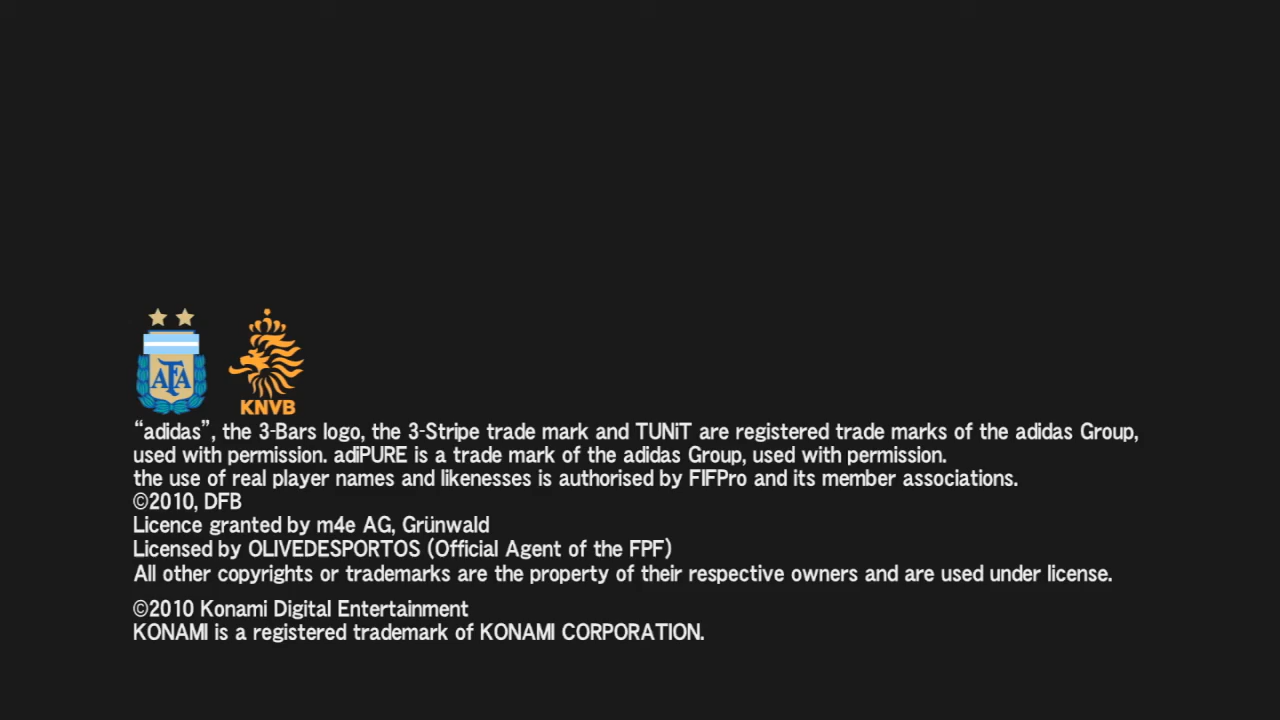 AFA
KNVB
“adidas”, the 3-Bars logo, the 3-Stripe trade mark and TUNiT are registered trade marks of the adidas Group,
used with permission. adiPURE is a trade mark of the adidas Group, used with permission.
the use of real player names and likenesses is authorised by FIFPro and its member associations.
©2010, DFB
Licence granted by m4e AG, Grünwald
Licensed by OLIVEDESPORTOS (Official Agent of the FPF)
All other copyrights or trademarks are the property of their respective owners and are used under license.
©2010 Konami Digital Entertainment
KONAMI is a registered trademark of KONAMI CORPORATION.